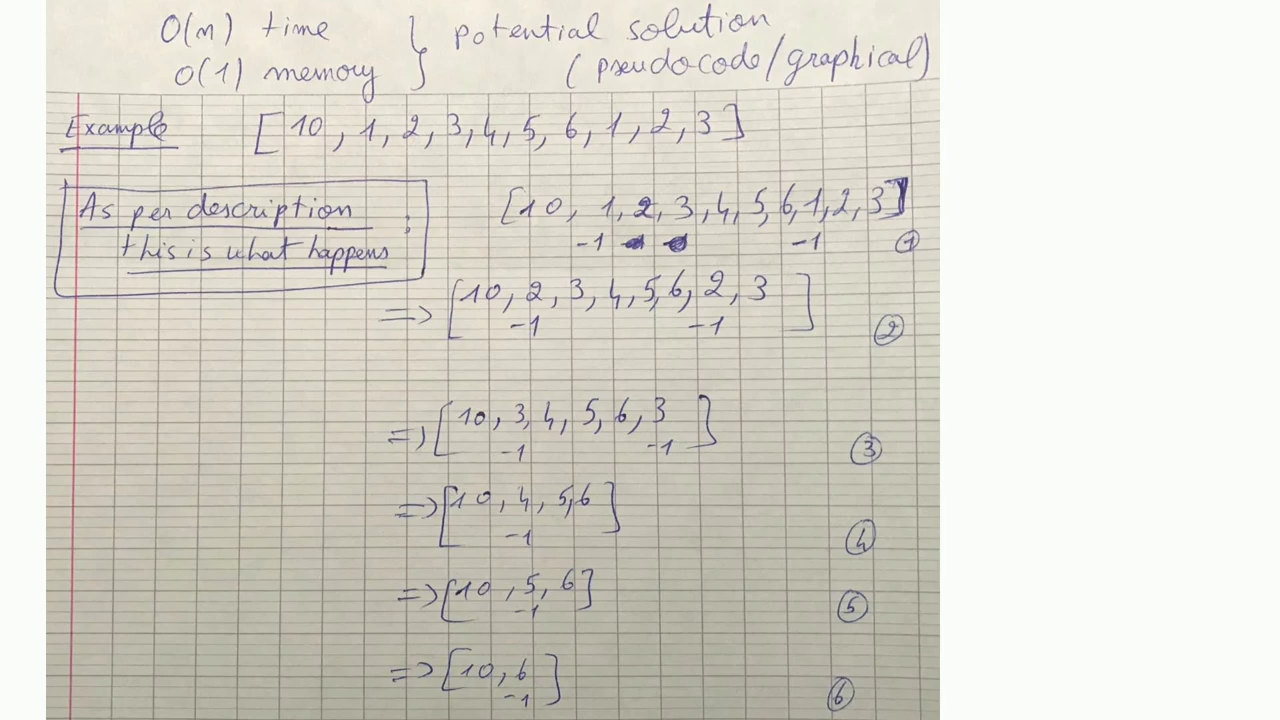 O(n) time } potential solution
O(1) memory (pseudocode/graphical)
Example [10, 1, 2, 3, 4, 5, 6, 1, 2, 3]
As per description : [10, 1, 2, 3, 4, 5, 6, 1, 2, 3]
this is what happens -1 -1 1
=> [10, 2, 3, 4, 5, 6, 2, 3 ]
-1 -1 2
=> [10, 3, 4, 5, 6, 3 ]
-1 -1 3
=> [10, 4, 5, 6 ]
-1 4
=> [10, 5, 6]
-1 5
=> [10, 6 ]
-1 6